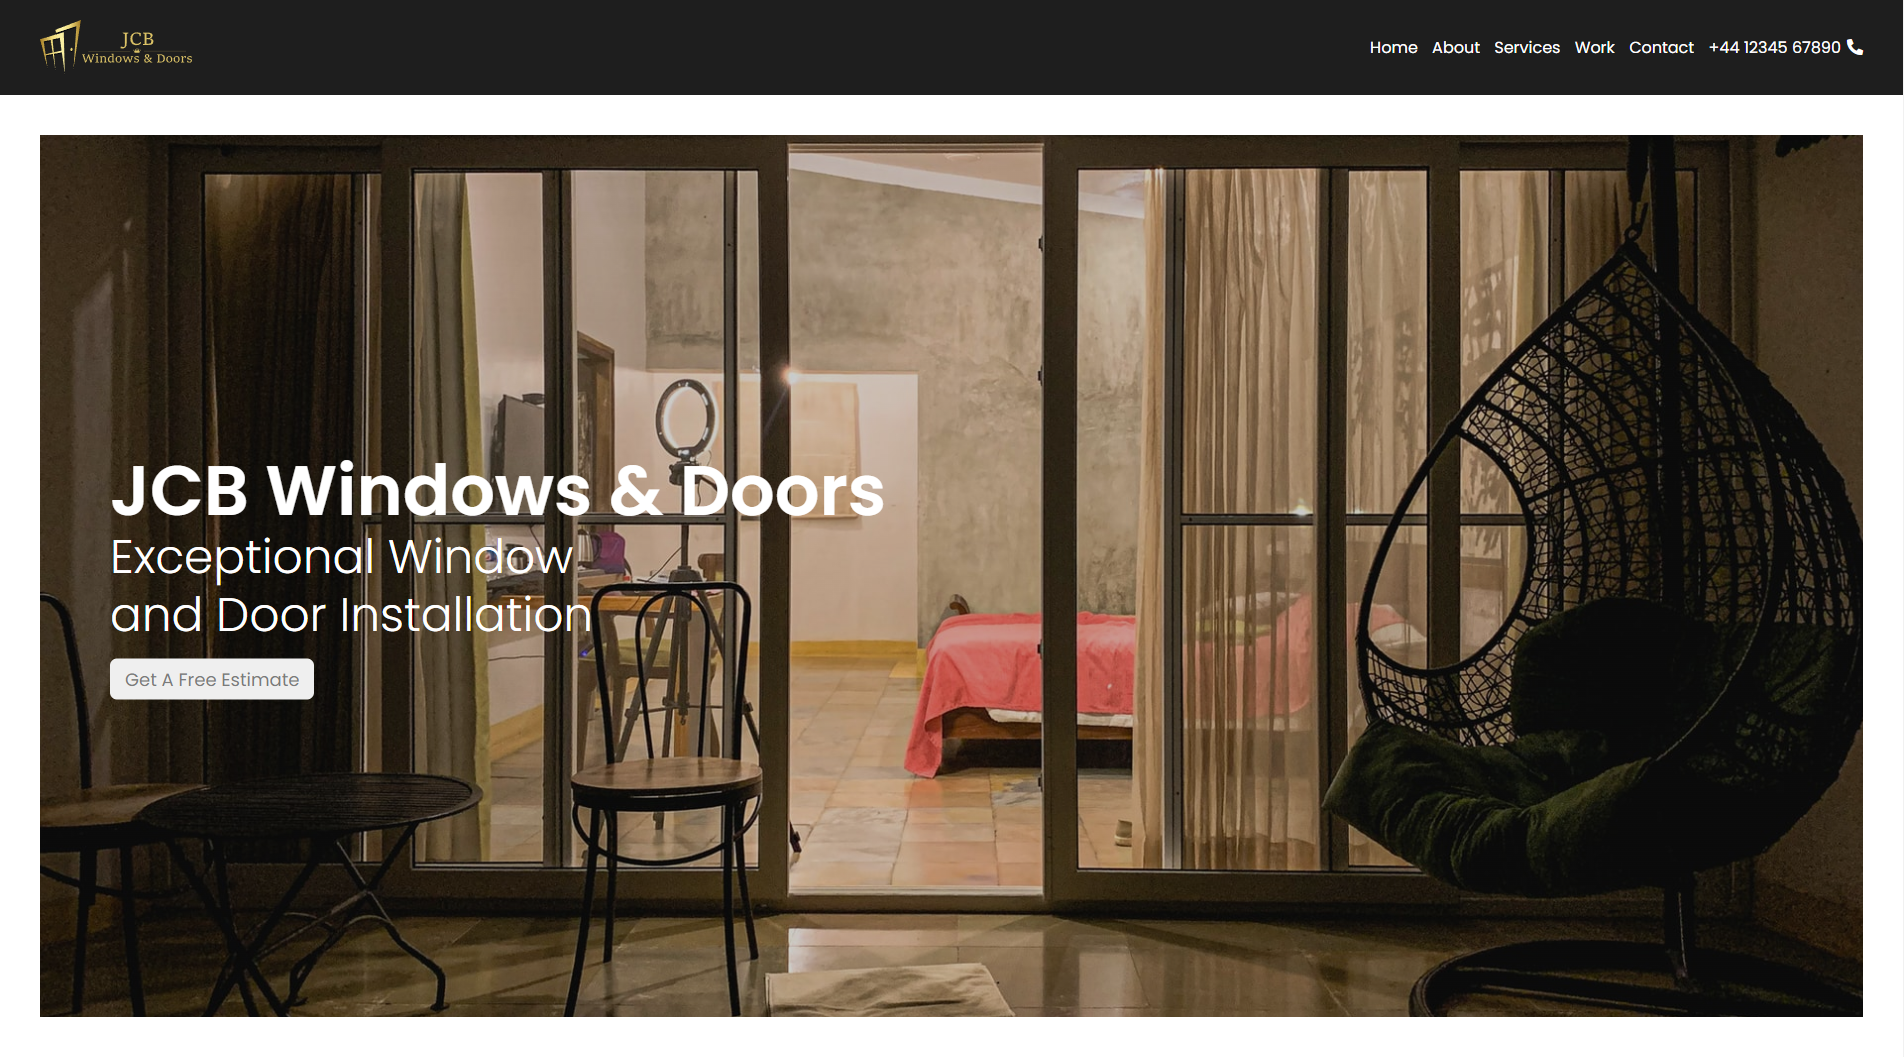 JCB
Windows & Doors
Home About Services Work Contact +44 12345 67890
JCB Windows & Doors
Exceptional Window
and Door Installation
Get A Free Estimate